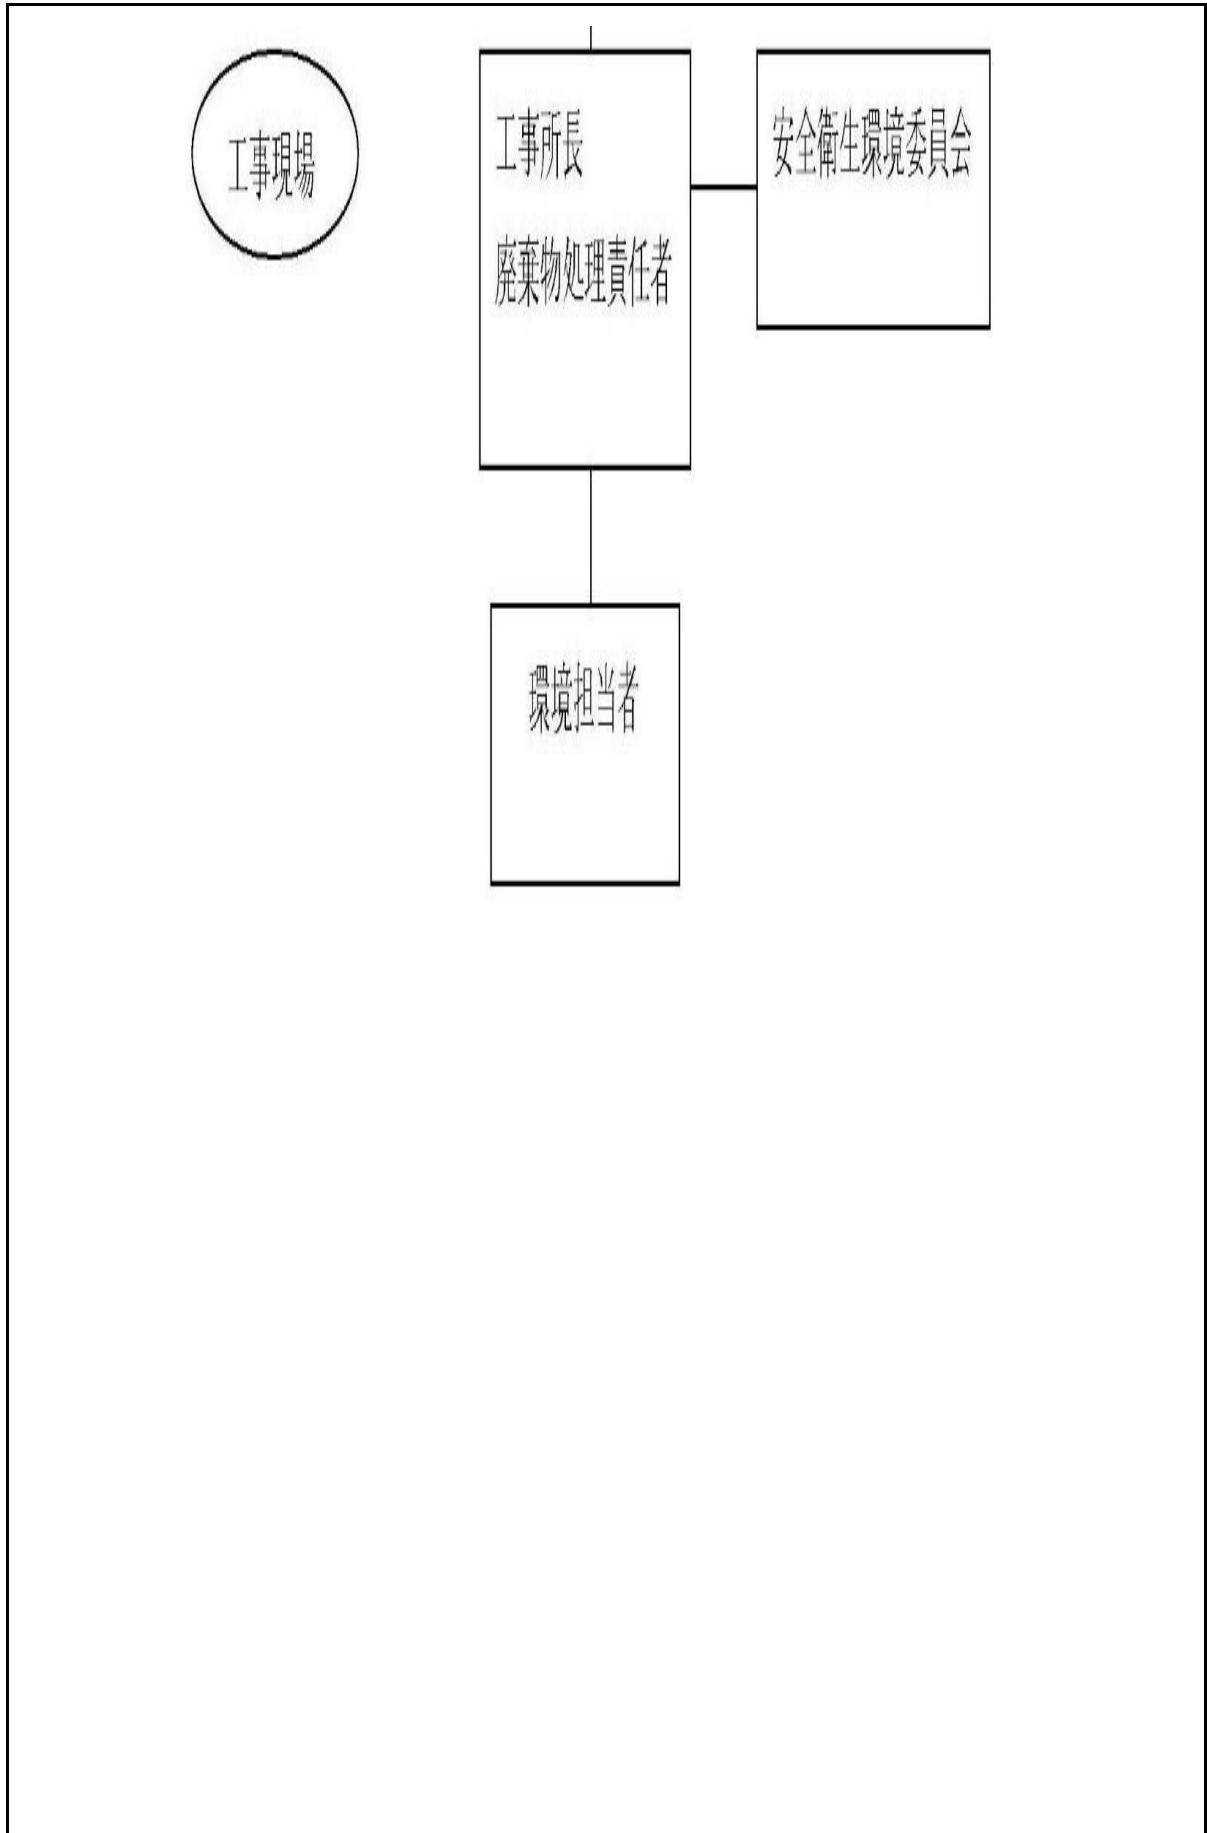 工事現場
工事所長
廃棄物処理責任者
安全衛生環境委員会
環境担当者